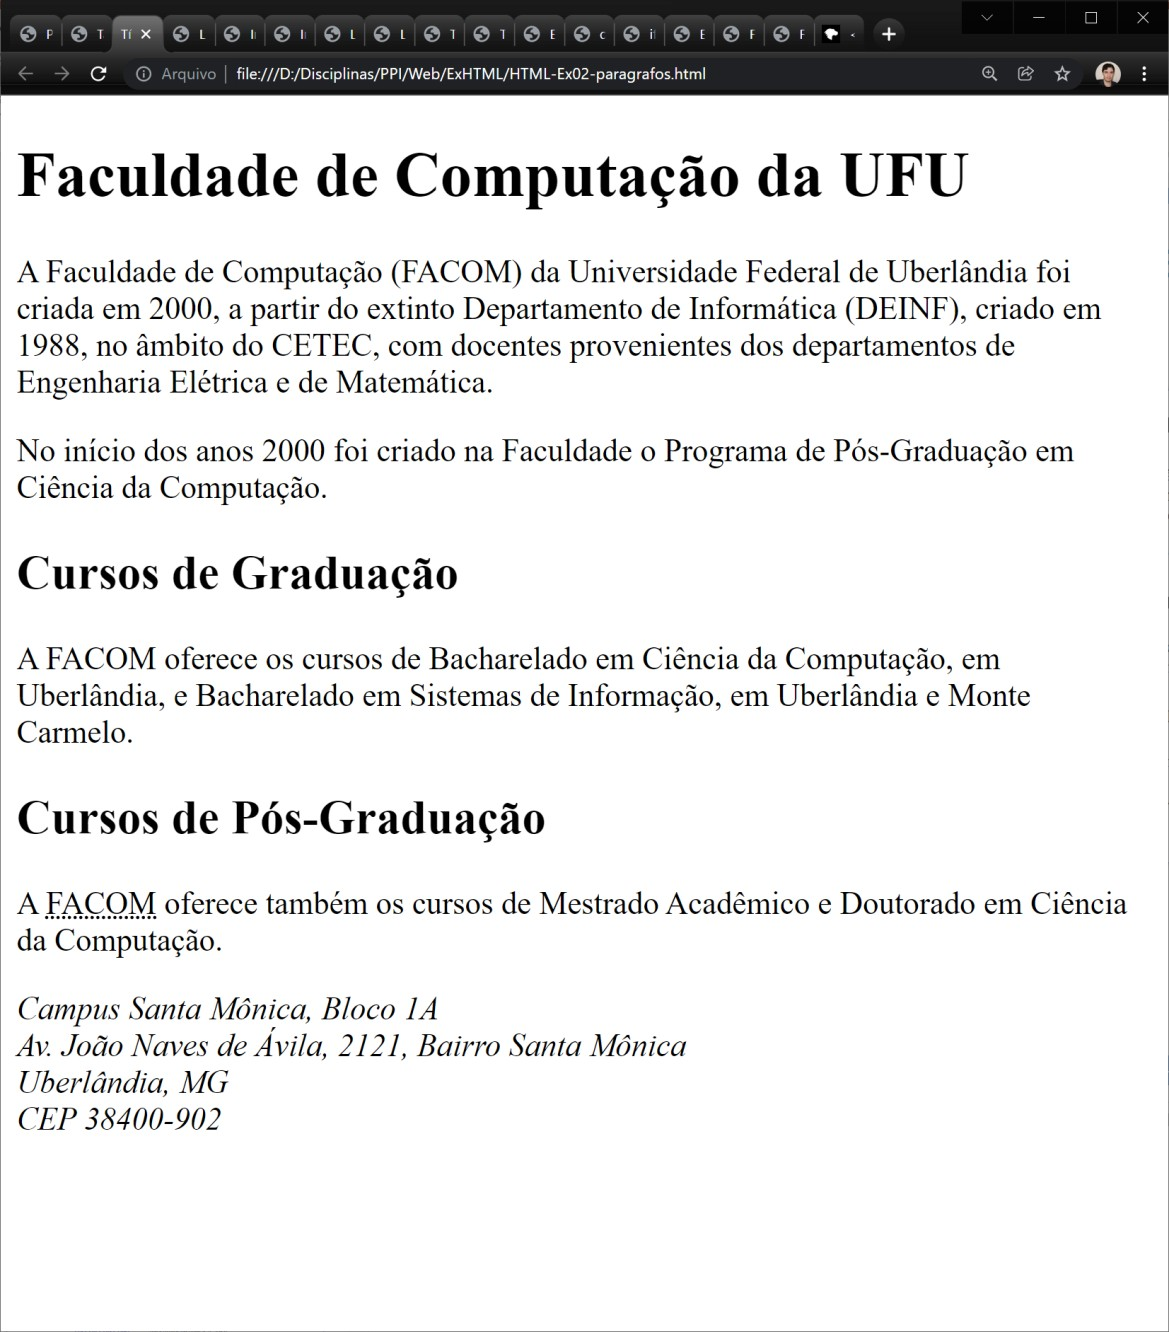 Arquivo file:///D:/Disciplinas/PPI/Web/ExHTML/HTML-Ex02-paragrafos.html
Faculdade de Computação da UFU
A Faculdade de Computação (FACOM) da Universidade Federal de Uberlândia foi
criada em 2000, a partir do extinto Departamento de Informática (DEINF), criado em
1988, no âmbito do CETEC, com docentes provenientes dos departamentos de
Engenharia Elétrica e de Matemática.
No início dos anos 2000 foi criado na Faculdade o Programa de Pós-Graduação em
Ciência da Computação.
Cursos de Graduação
A FACOM oferece os cursos de Bacharelado em Ciência da Computação, em
Uberlândia, e Bacharelado em Sistemas de Informação, em Uberlândia e Monte
Carmelo.
Cursos de Pós-Graduação
A FACOM oferece também os cursos de Mestrado Acadêmico e Doutorado em Ciência
da Computação.
Campus Santa Mônica, Bloco 1A
Av. João Naves de Ávila, 2121, Bairro Santa Mônica
Uberlândia, MG
CEP 38400-902